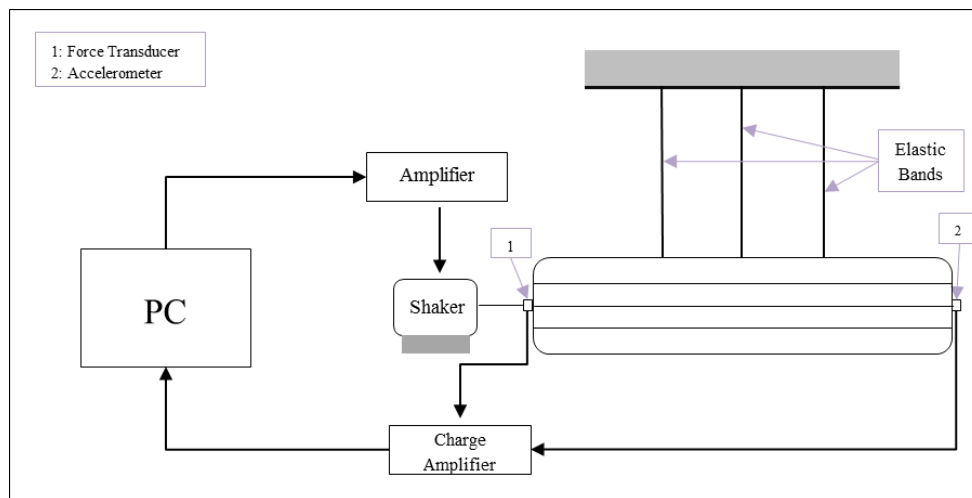 1: Force Transducer
2: Accelerometer
Amplifier
Elastic
Bands
1
2
PC
Shaker
Charge
Amplifier